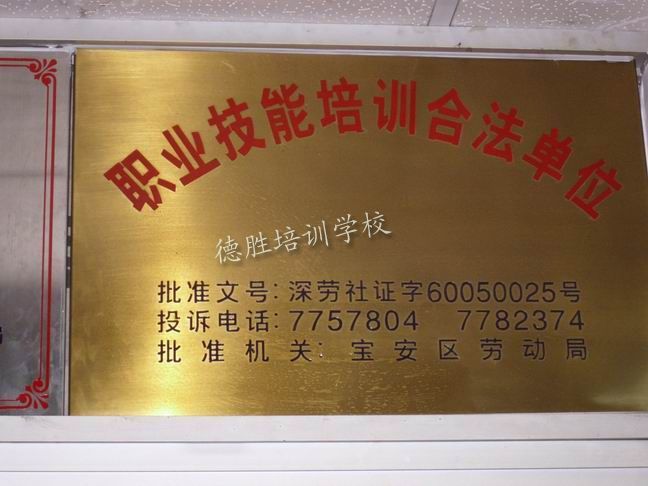 职业技能培训合法单位
德胜培训学校
批准文号:深劳社证字60050025号
投诉电话:7757804 7782374
批准机关:宝安区劳动局